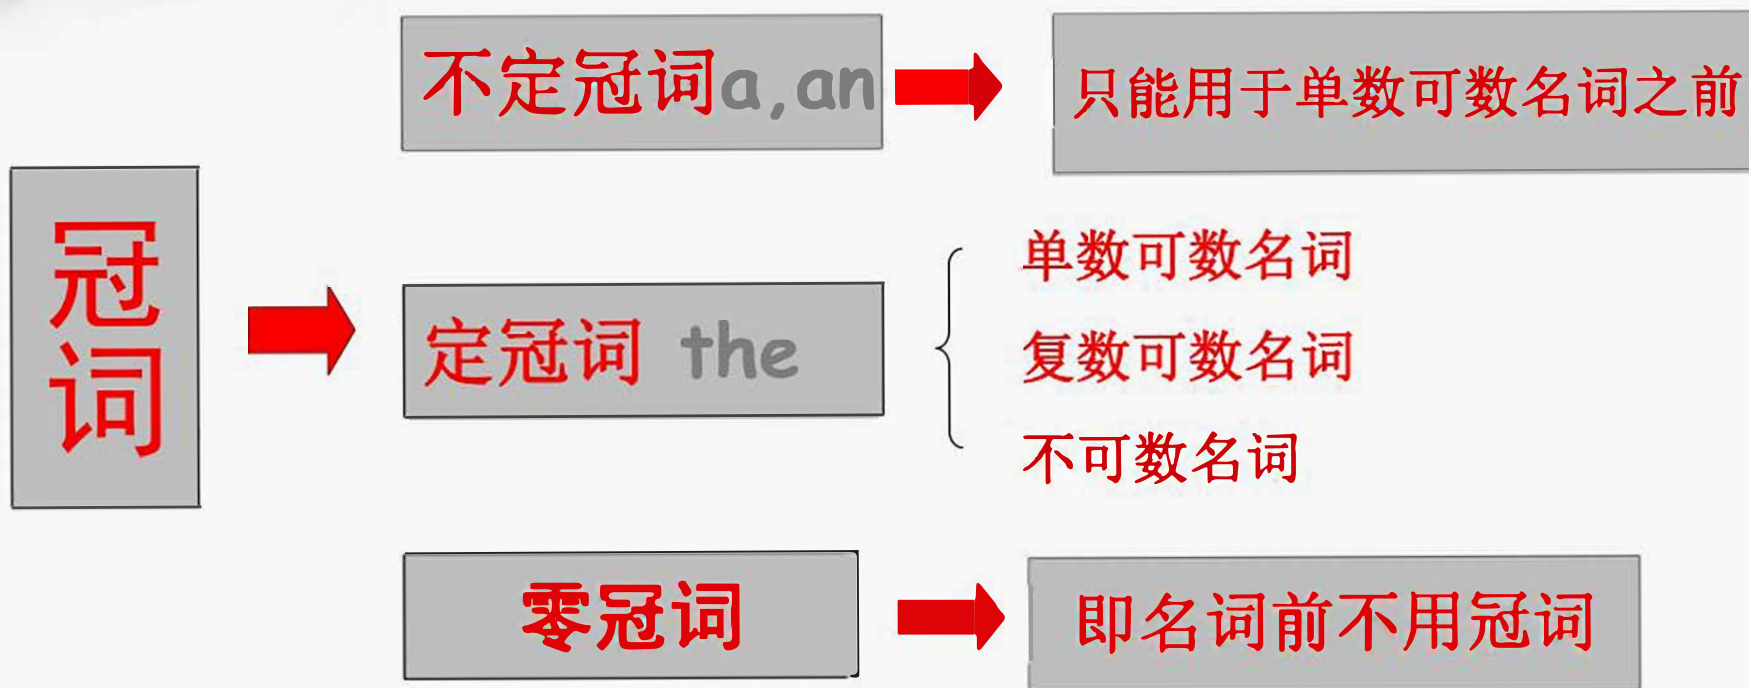 冠词
不定冠词a,an
只能用于单数可数名词之前
定冠词 the
单数可数名词
复数可数名词
不可数名词
零冠词
即名词前不用冠词